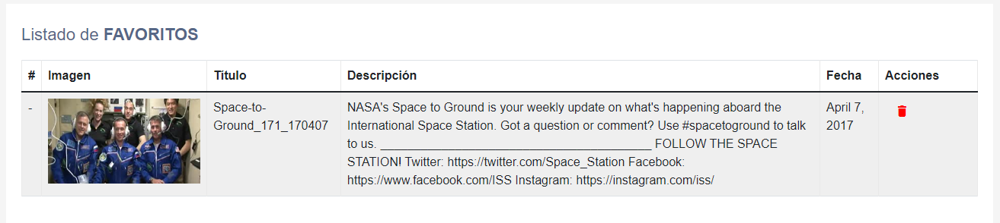 Listado de FAVORITOS
# Imagen Título Descripción Fecha Acciones
-
Space-to-
Ground_171_170407
NASA's Space to Ground is your weekly update on what's happening aboard the
International Space Station. Got a question or comment? Use #spacetoground to talk
to us. ________________________________________ FOLLOW THE SPACE
STATION! Twitter: https://twitter.com/Space_Station Facebook:
https://www.facebook.com/ISS Instagram: https://instagram.com/iss/
April 7,
2017